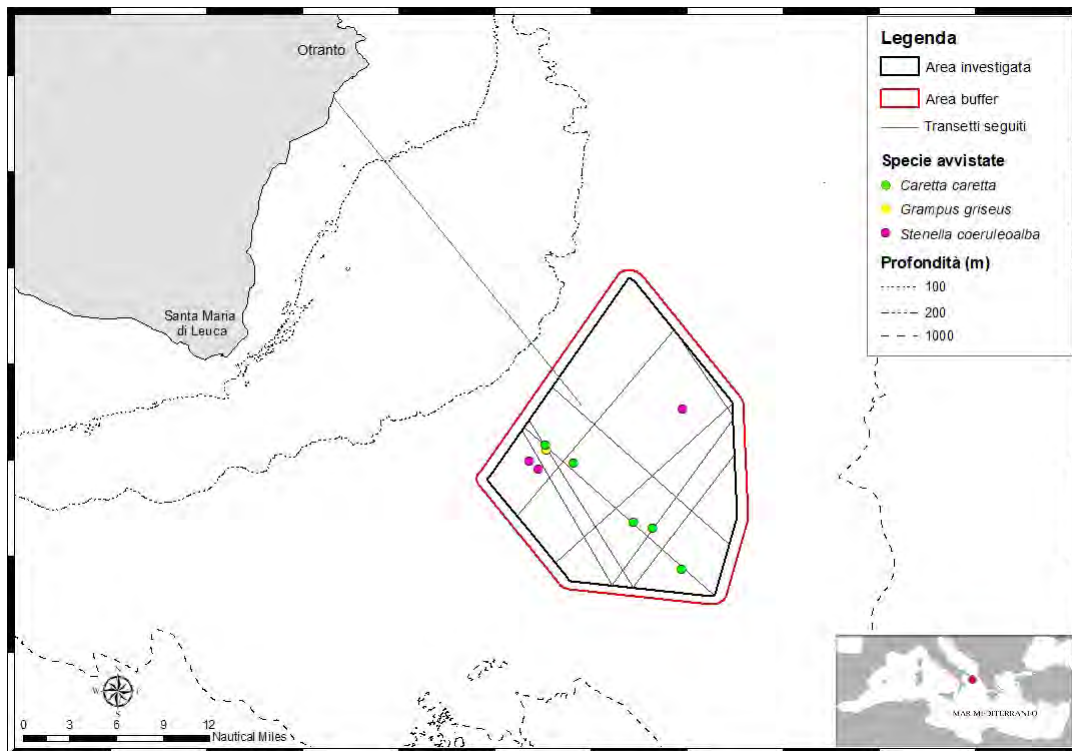 Otranto
Santa Maria
di Leuca
Legenda
Area investigata
Area buffer
Transetti seguiti
Specie avvistate
Caretta caretta
Grampus griseus
Stenella coeruleoalba
Profondità (m)
100
200
1000
W
S
0 3 6 9 12
Nautical Miles
MAR MEDITERRANEO